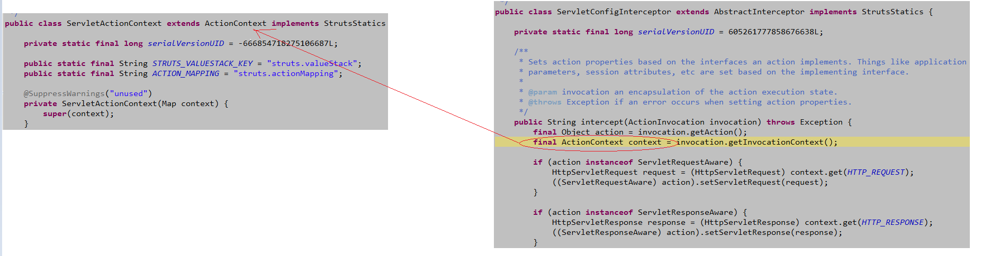 */
public class ServletActionContext extends ActionContext implements StrutsStatics
private static final long serialVersionUID = -666854718275106687L;
public static final String STRUTS_VALUESTACK_KEY = "struts.valueStack";
public static final String ACTION_MAPPING = "struts.actionMapping";
@SuppressWarnings("unused")
private ServletActionContext(Map context) {
super(context);
}
*/
public class ServletConfigInterceptor extends AbstractInterceptor implements StrutsStatics {
private static final long serialVersionUID = 605261777858676638L;
/**
* Sets action properties based on the interfaces an action implements. Things like application
* parameters, session attributes, etc are set based on the implementing interface.
*
* @param invocation an encapsulation of the action execution state.
* @throws Exception if an error occurs when setting action properties.
*/
public String intercept(ActionInvocation invocation) throws Exception {
final Object action = invocation.getAction();
final ActionContext context = invocation.getInvocationContext();
if (action instanceof ServletRequestAware) {
HttpServletRequest request = (HttpServletRequest) context.get(HTTP_REQUEST);
((ServletRequestAware) action).setServletRequest(request);
}
if (action instanceof ServletResponseAware) {
HttpServletResponse response = (HttpServletResponse) context.get(HTTP_RESPONSE);
((ServletResponseAware) action).setServletResponse(response);
}